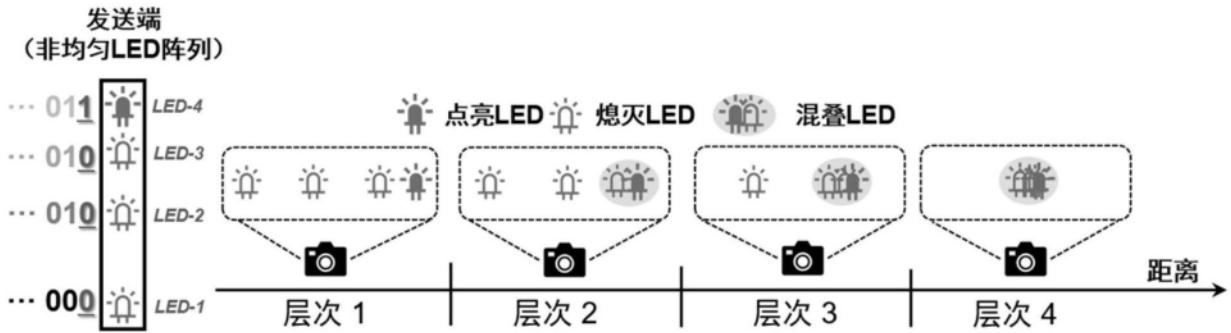 发送端
（非均匀LED阵列）
... 011 LED-4
... 010 LED-3
... 010 LED-2
... 000 LED-1
点亮LED 熄灭LED 混叠LED
距离
层次 1 层次 2 层次 3 层次 4